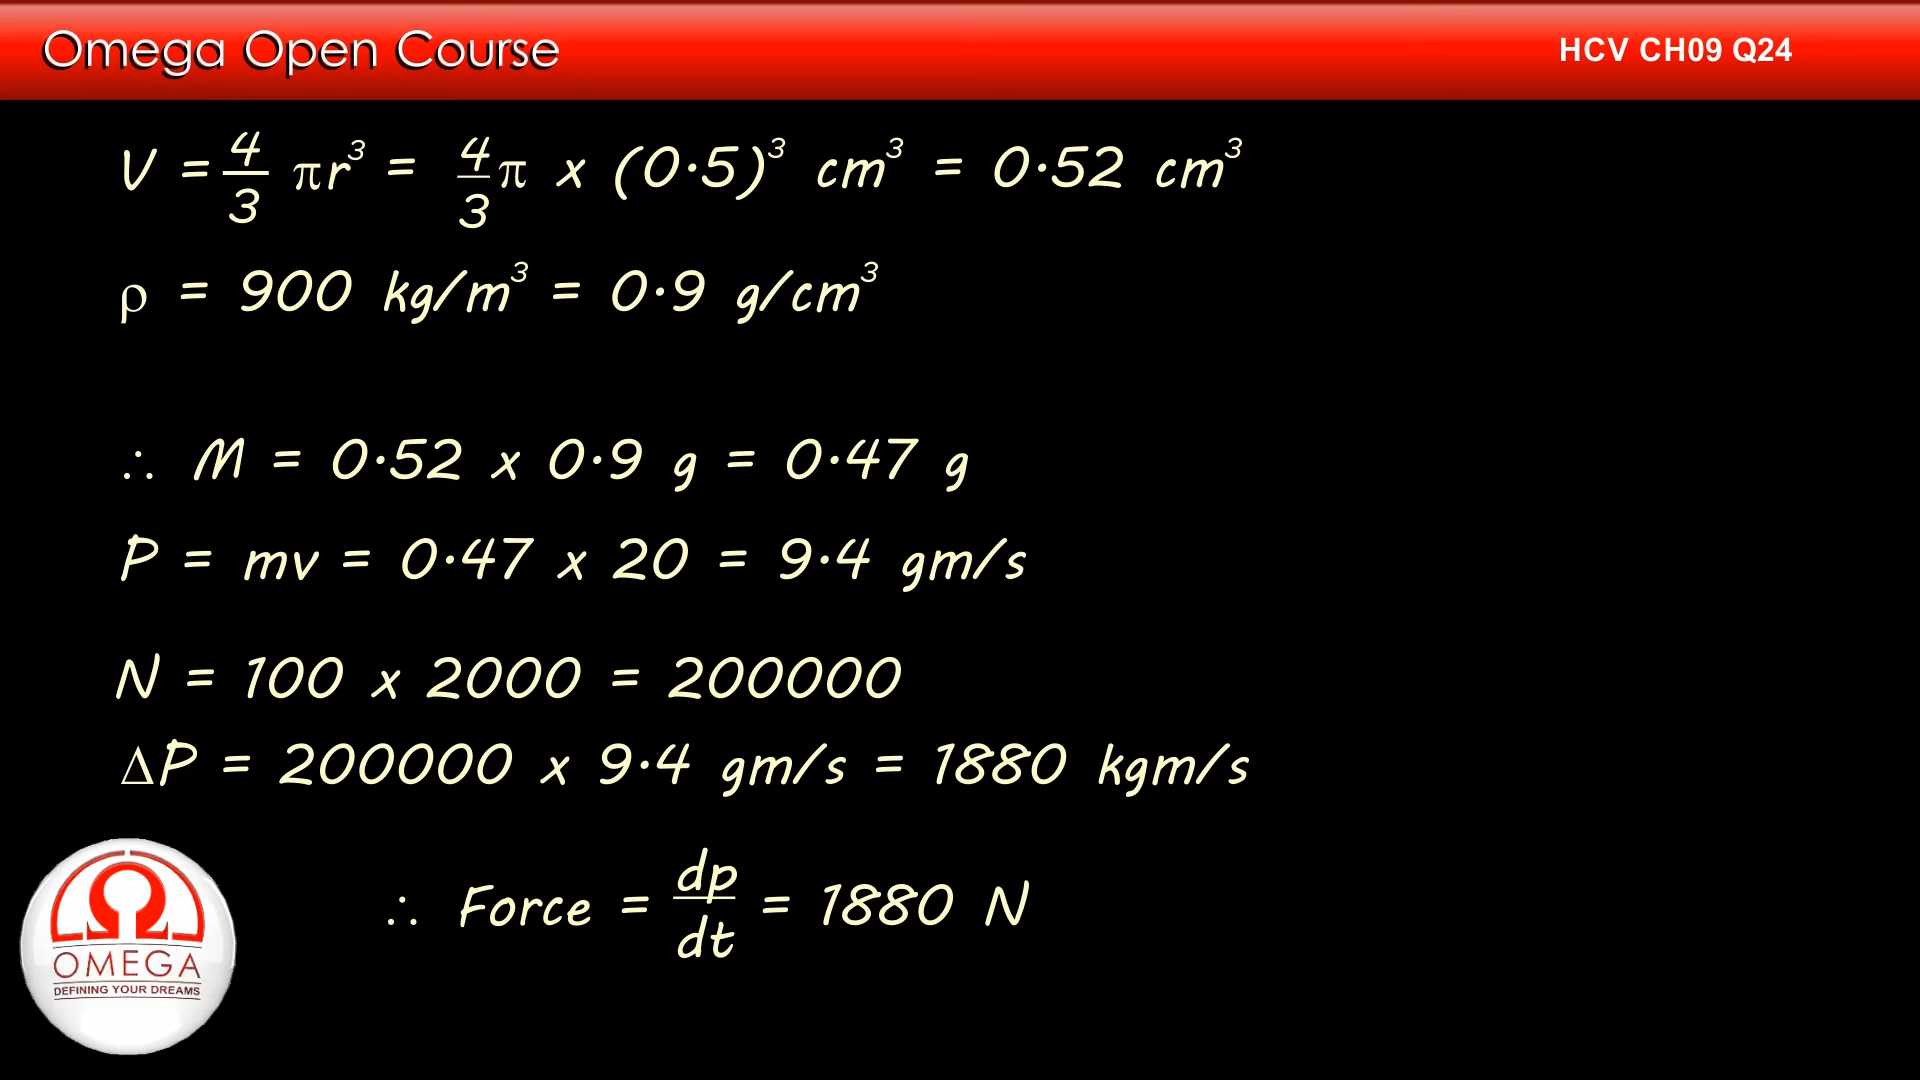 Omega Open Course
HCV CH09 Q24
V = 4/3 πr³ = 4/3 π x (0·5)³ cm³ = 0·52 cm³
ρ = 900 kg/m³ = 0·9 g/cm³
∴ M = 0·52 x 0·9 g = 0·47 g
P = mv = 0·47 x 20 = 9·4 gm/s
N = 100 x 2000 = 200000
ΔP = 200000 x 9·4 gm/s = 1880 kgm/s
∴ Force = dp/dt = 1880 N
OMEGA
DEFINING YOUR DREAMS